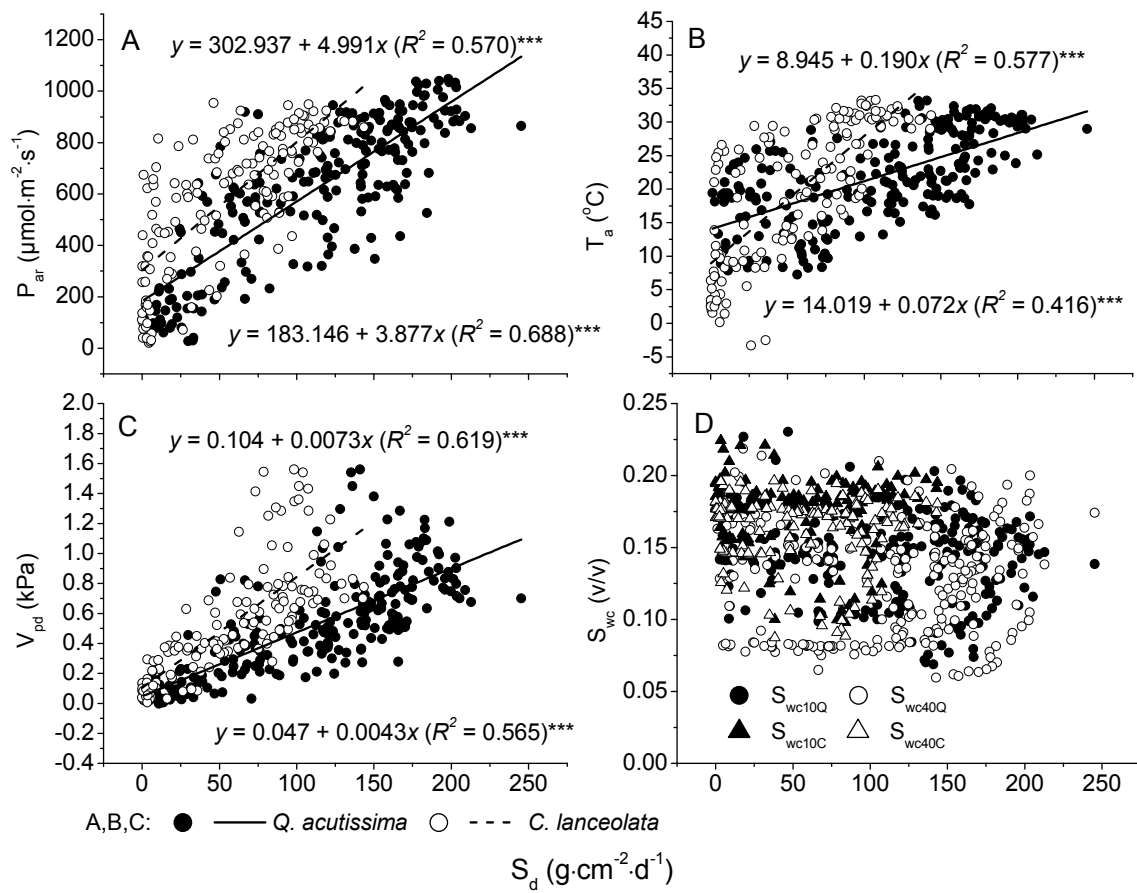 A
y = 302.937 + 4.991x (R² = 0.570)***
y = 183.146 + 3.877x (R² = 0.688)***
P_ar (μmol·m⁻²·s⁻¹)
1200
1000
800
600
400
200
0
B
y = 8.945 + 0.190x (R² = 0.577)***
y = 14.019 + 0.072x (R² = 0.416)***
T_a (°C)
45
40
35
30
25
20
15
10
5
0
-5
C
y = 0.104 + 0.0073x (R² = 0.619)***
y = 0.047 + 0.0043x (R² = 0.565)***
V_pd (kPa)
2.0
1.8
1.6
1.4
1.2
1.0
0.8
0.6
0.4
0.2
0.0
-0.4
0 50 100 150 200 250
D
S_wc (v/v)
0.25
0.20
0.15
0.10
0.05
0.00
S_wc10Q S_wc40Q
S_wc10C S_wc40C
0 50 100 150 200 250
A,B,C: Q. acutissima C. lanceolata
S_d (g·cm⁻²·d⁻¹)